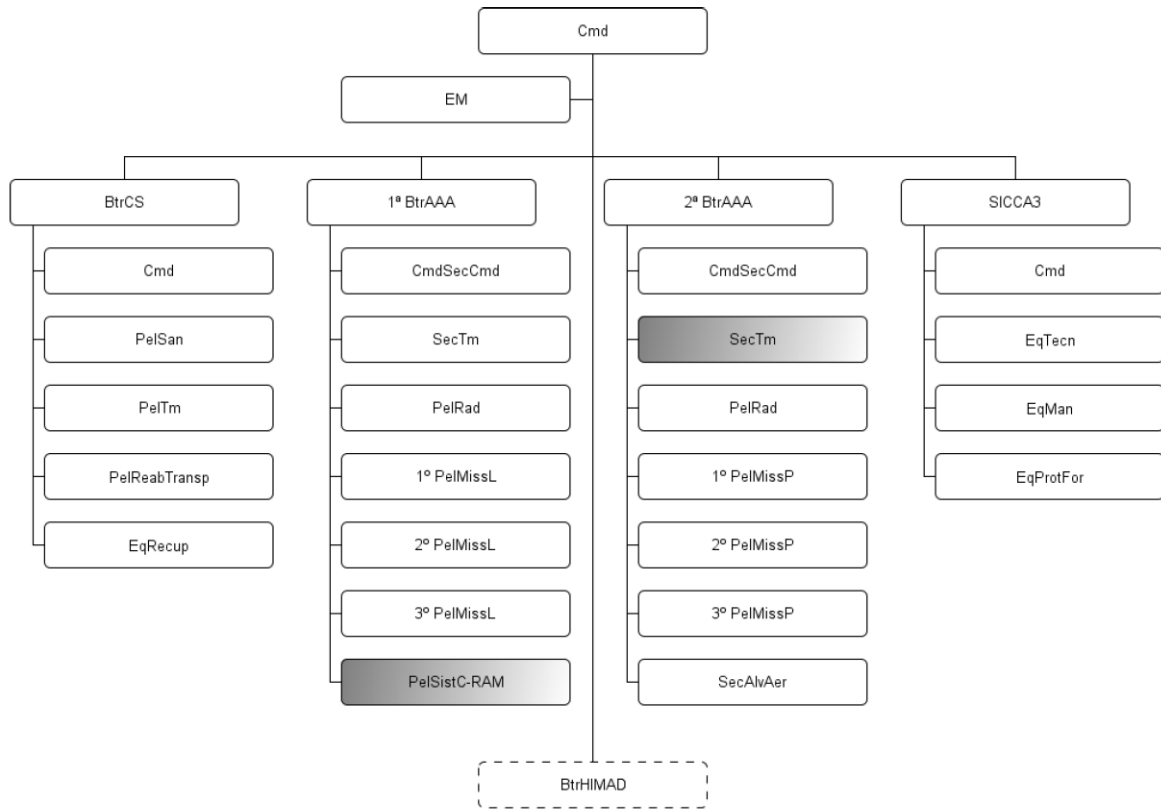 Cmd
EM
BtrCS
Cmd
PelSan
PelTm
PelReabTransp
EqRecup
1ª BtrAAA
CmdSecCmd
SecTm
PelRad
1º PelMissL
2º PelMissL
3º PelMissL
PelSistC-RAM
2ª BtrAAA
CmdSecCmd
SecTm
PelRad
1º PelMissP
2º PelMissP
3º PelMissP
SecAlvAer
SICCA3
Cmd
EqTecn
EqMan
EqProtFor
BtrHIMAD